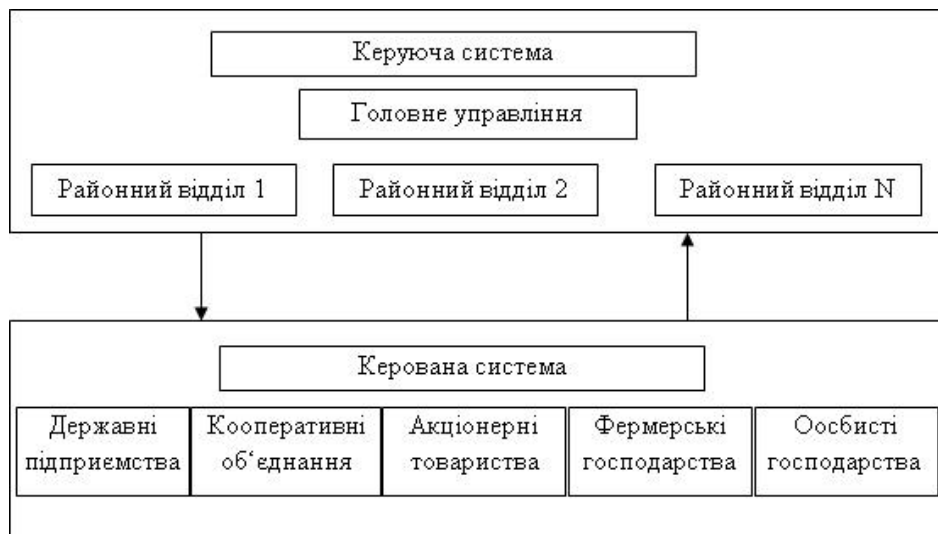 Керуюча система
Головне управління
Районний відділ 1
Районний відділ 2
Районний відділ N
Керована система
Державні
підприємства
Кооперативні
об‘єднання
Акціонерні
товариства
Фермерські
господарства
Оосбисті
господарства